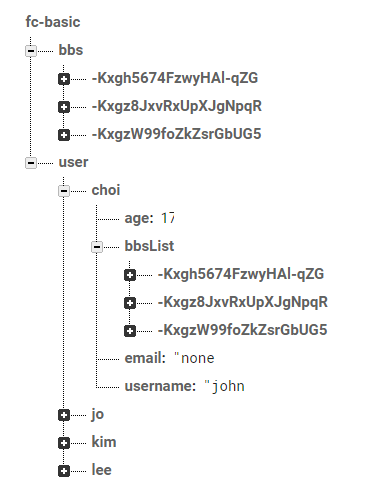 fc-basic
bbs
-Kxgh5674FzwyHAl-qZG
-Kxgz8JxvRxUpXJgNpqR
-KxgzW99foZkZsrGbUG5
user
choi
age: 17
bbsList
-Kxgh5674FzwyHAl-qZG
-Kxgz8JxvRxUpXJgNpqR
-KxgzW99foZkZsrGbUG5
email: "none
username: "john
jo
kim
lee